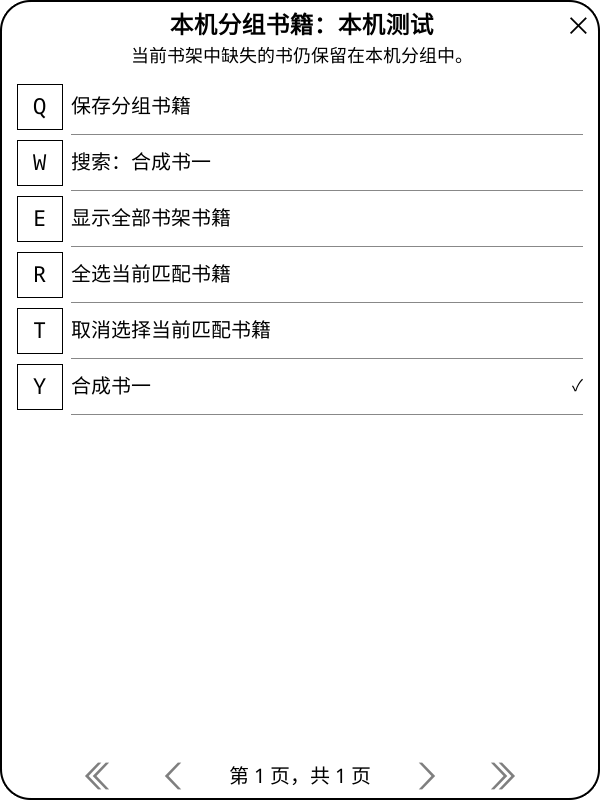 本机分组书籍：本机测试
当前书架中缺失的书仍保留在本机分组中。
Q 保存分组书籍
W 搜索：合成书一
E 显示全部书架书籍
R 全选当前匹配书籍
T 取消选择当前匹配书籍
Y 合成书一 ✓
第 1 页，共 1 页